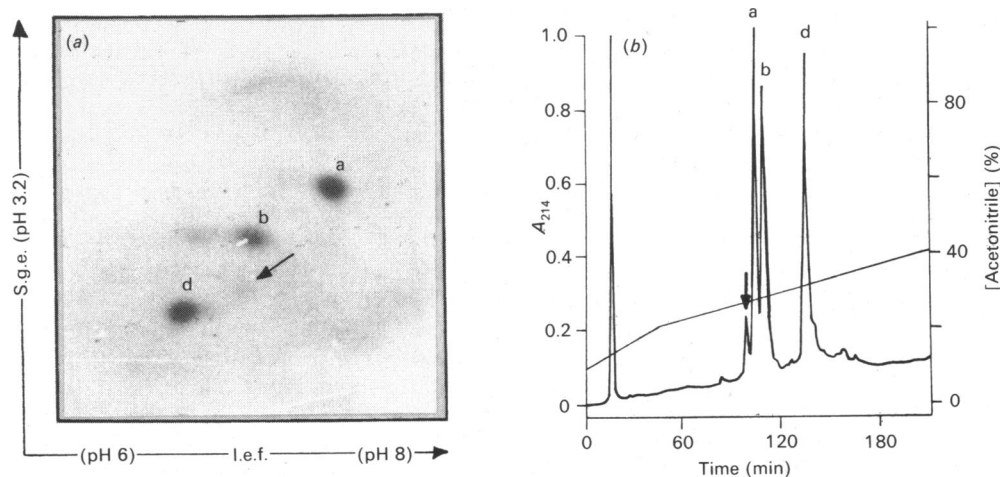 (a)
a
b
d
S.g.e. (pH 3.2)
(pH 6)
I.e.f.
(pH 8)
(b)
a
b
d
1.0
0.8
0.6
0.4
0.2
0
A214
80
40
0
[Acetonitrile] (%)
0
60
120
180
Time (min)